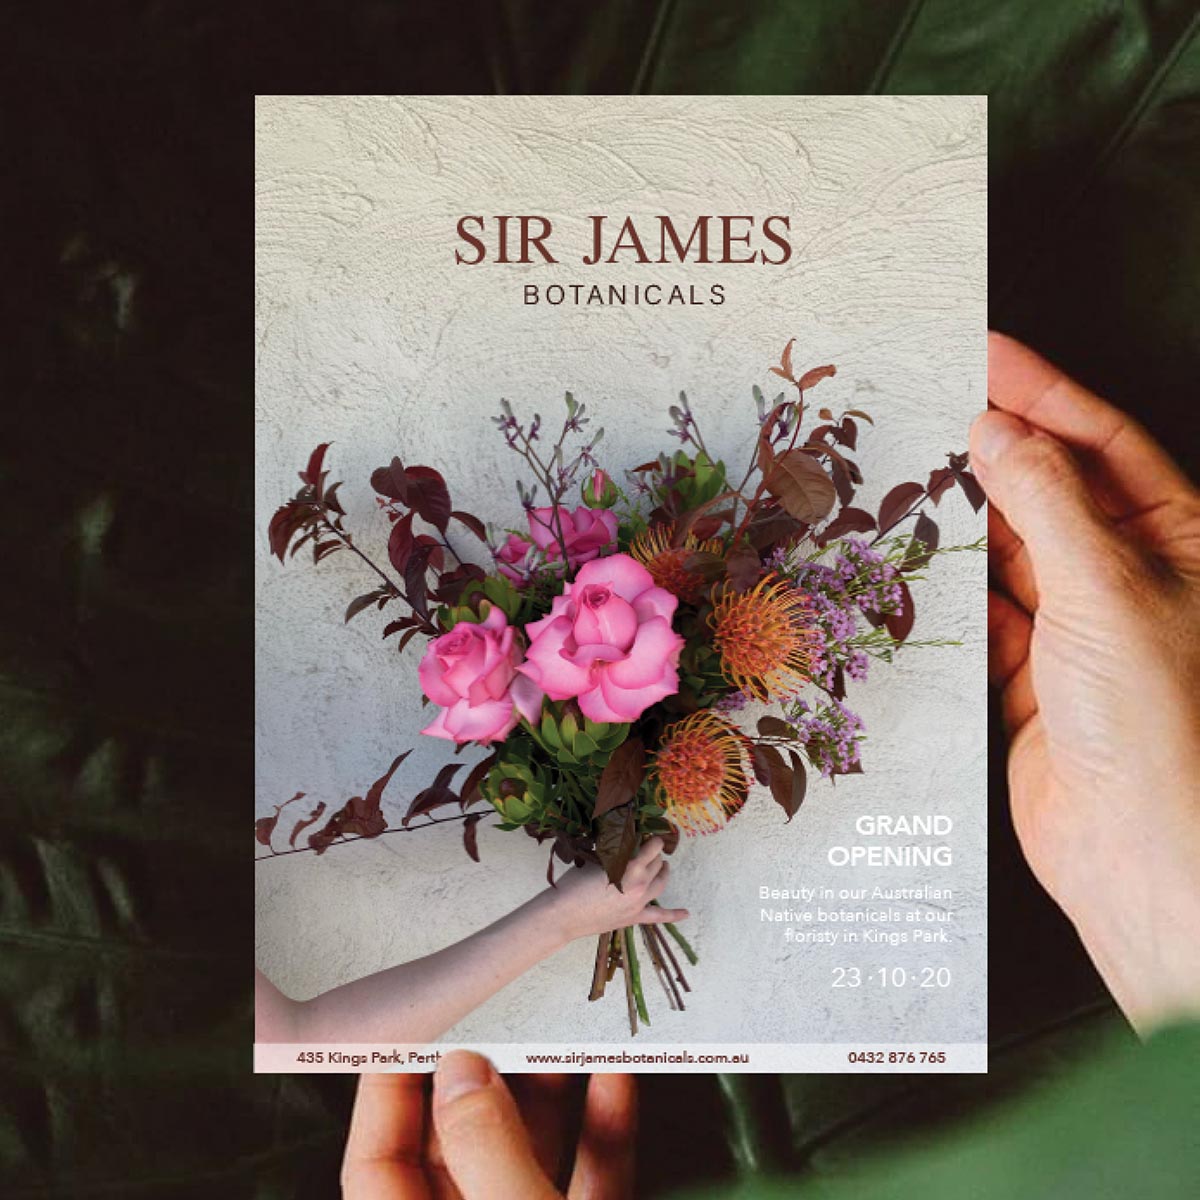 SIR JAMES
BOTANICALS
GRAND
OPENING
Beauty in our Australian
Native botanicals at our
floristy in Kings Park.
23·10·20
435 Kings Park, Perth www.sirjamesbotanicals.com.au 0432 876 765